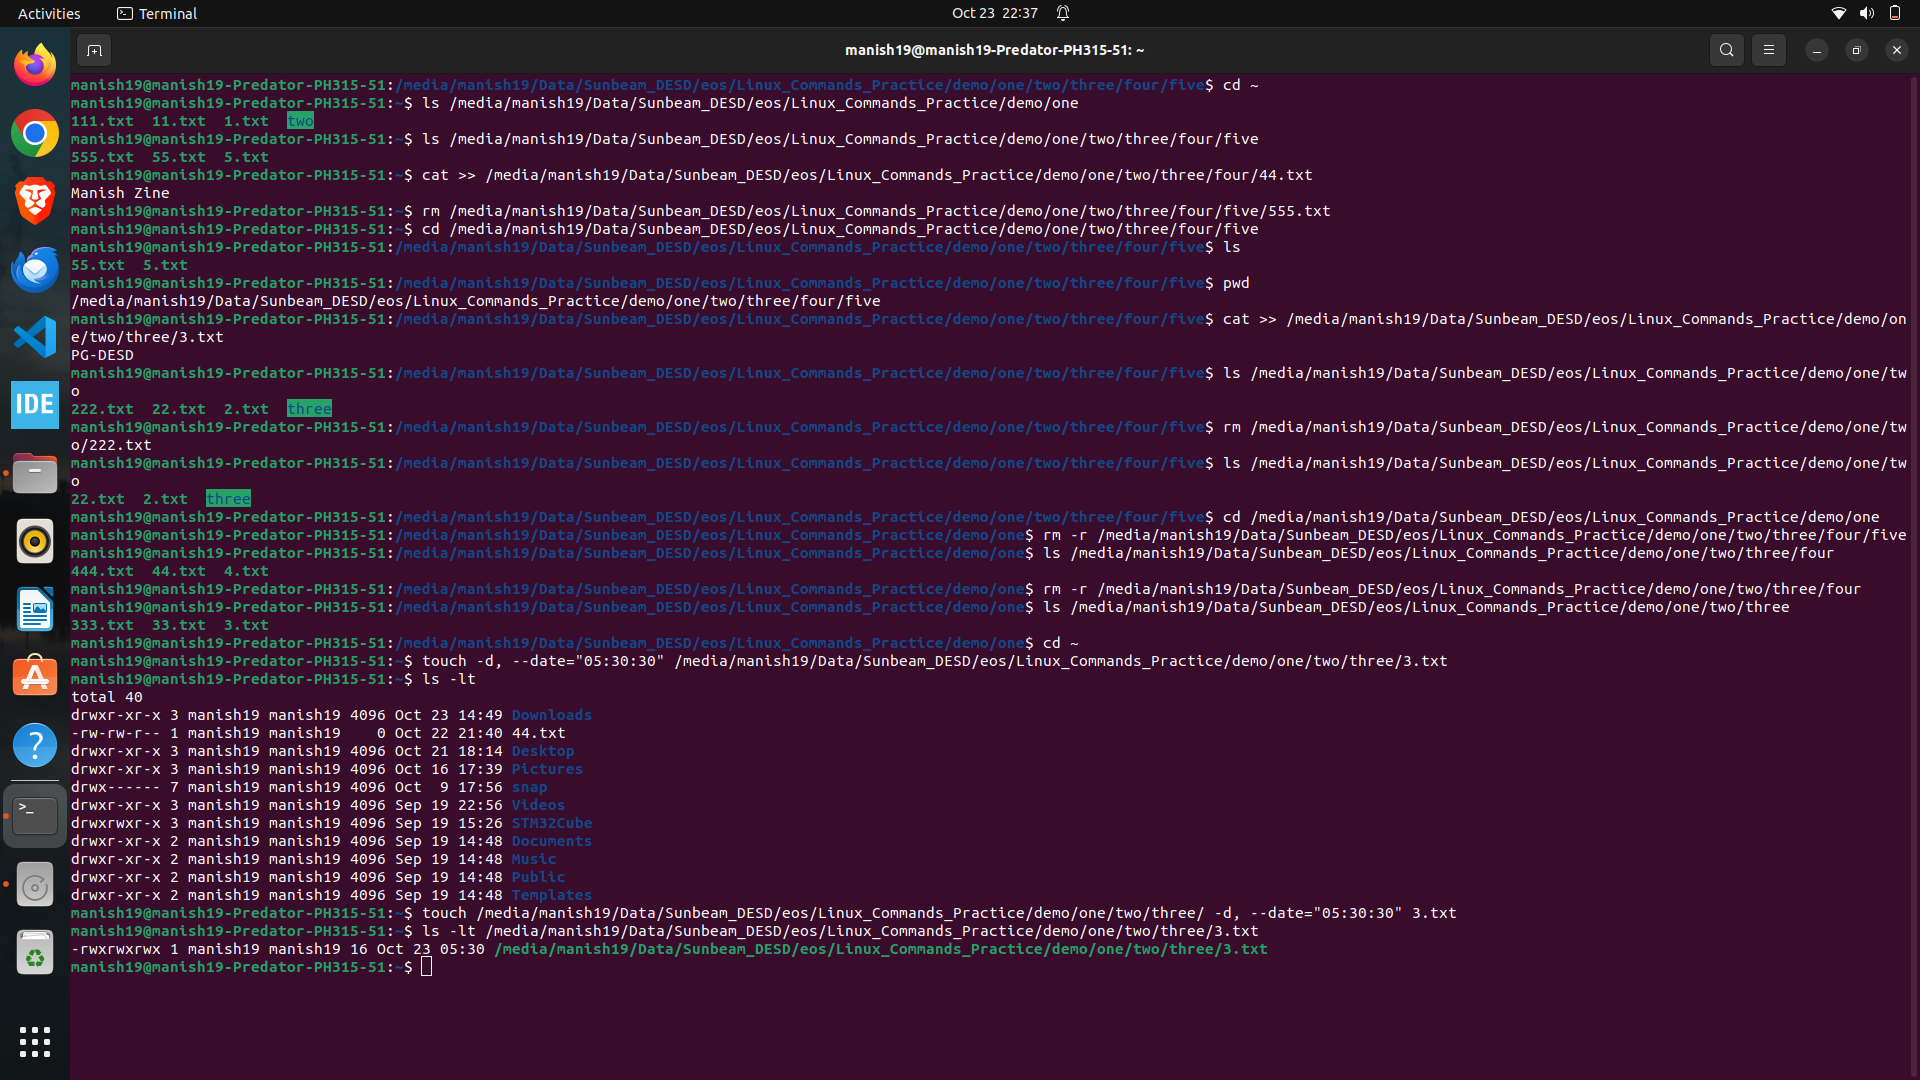 Activities
Terminal
Oct 23 22:37
manish19@manish19-Predator-PH315-51: ~
manish19@manish19-Predator-PH315-51:/media/manish19/Data/Sunbeam_DESD/eos/Linux_Commands_Practice/demo/one/two/three/four/five$ cd ~
manish19@manish19-Predator-PH315-51:~$ ls /media/manish19/Data/Sunbeam_DESD/eos/Linux_Commands_Practice/demo/one
111.txt  11.txt  1.txt  two
manish19@manish19-Predator-PH315-51:~$ ls /media/manish19/Data/Sunbeam_DESD/eos/Linux_Commands_Practice/demo/one/two/three/four/five
555.txt  55.txt  5.txt
manish19@manish19-Predator-PH315-51:~$ cat >> /media/manish19/Data/Sunbeam_DESD/eos/Linux_Commands_Practice/demo/one/two/three/four/44.txt
Manish Zine
manish19@manish19-Predator-PH315-51:~$ rm /media/manish19/Data/Sunbeam_DESD/eos/Linux_Commands_Practice/demo/one/two/three/four/five/555.txt
manish19@manish19-Predator-PH315-51:~$ cd /media/manish19/Data/Sunbeam_DESD/eos/Linux_Commands_Practice/demo/one/two/three/four/five
manish19@manish19-Predator-PH315-51:/media/manish19/Data/Sunbeam_DESD/eos/Linux_Commands_Practice/demo/one/two/three/four/five$ ls
55.txt  5.txt
manish19@manish19-Predator-PH315-51:/media/manish19/Data/Sunbeam_DESD/eos/Linux_Commands_Practice/demo/one/two/three/four/five$ pwd
/media/manish19/Data/Sunbeam_DESD/eos/Linux_Commands_Practice/demo/one/two/three/four/five
manish19@manish19-Predator-PH315-51:/media/manish19/Data/Sunbeam_DESD/eos/Linux_Commands_Practice/demo/one/two/three/four/five$ cat >> /media/manish19/Data/Sunbeam_DESD/eos/Linux_Commands_Practice/demo/on
e/two/three/3.txt
PG-DESD
manish19@manish19-Predator-PH315-51:/media/manish19/Data/Sunbeam_DESD/eos/Linux_Commands_Practice/demo/one/two/three/four/five$ ls /media/manish19/Data/Sunbeam_DESD/eos/Linux_Commands_Practice/demo/one/tw
o
222.txt  22.txt  2.txt  three
manish19@manish19-Predator-PH315-51:/media/manish19/Data/Sunbeam_DESD/eos/Linux_Commands_Practice/demo/one/two/three/four/five$ rm /media/manish19/Data/Sunbeam_DESD/eos/Linux_Commands_Practice/demo/one/tw
o/222.txt
manish19@manish19-Predator-PH315-51:/media/manish19/Data/Sunbeam_DESD/eos/Linux_Commands_Practice/demo/one/two/three/four/five$ ls /media/manish19/Data/Sunbeam_DESD/eos/Linux_Commands_Practice/demo/one/tw
o
22.txt  2.txt  three
manish19@manish19-Predator-PH315-51:/media/manish19/Data/Sunbeam_DESD/eos/Linux_Commands_Practice/demo/one/two/three/four/five$ cd /media/manish19/Data/Sunbeam_DESD/eos/Linux_Commands_Practice/demo/one
manish19@manish19-Predator-PH315-51:/media/manish19/Data/Sunbeam_DESD/eos/Linux_Commands_Practice/demo/one$ rm -r /media/manish19/Data/Sunbeam_DESD/eos/Linux_Commands_Practice/demo/one/two/three/four/five
manish19@manish19-Predator-PH315-51:/media/manish19/Data/Sunbeam_DESD/eos/Linux_Commands_Practice/demo/one$ ls /media/manish19/Data/Sunbeam_DESD/eos/Linux_Commands_Practice/demo/one/two/three/four
444.txt  44.txt  4.txt
manish19@manish19-Predator-PH315-51:/media/manish19/Data/Sunbeam_DESD/eos/Linux_Commands_Practice/demo/one$ rm -r /media/manish19/Data/Sunbeam_DESD/eos/Linux_Commands_Practice/demo/one/two/three/four
manish19@manish19-Predator-PH315-51:/media/manish19/Data/Sunbeam_DESD/eos/Linux_Commands_Practice/demo/one$ ls /media/manish19/Data/Sunbeam_DESD/eos/Linux_Commands_Practice/demo/one/two/three
333.txt  33.txt  3.txt
manish19@manish19-Predator-PH315-51:/media/manish19/Data/Sunbeam_DESD/eos/Linux_Commands_Practice/demo/one$ cd ~
manish19@manish19-Predator-PH315-51:~$ touch -d, --date="05:30:30" /media/manish19/Data/Sunbeam_DESD/eos/Linux_Commands_Practice/demo/one/two/three/3.txt
manish19@manish19-Predator-PH315-51:~$ ls -lt
total 40
drwxr-xr-x 3 manish19 manish19 4096 Oct 23 14:49 Downloads
-rw-rw-r-- 1 manish19 manish19    0 Oct 22 21:40 44.txt
drwxr-xr-x 3 manish19 manish19 4096 Oct 21 18:14 Desktop
drwxr-xr-x 3 manish19 manish19 4096 Oct 16 17:39 Pictures
drwx------ 7 manish19 manish19 4096 Oct  9 17:56 snap
drwxr-xr-x 3 manish19 manish19 4096 Sep 19 22:56 Videos
drwxrwxr-x 3 manish19 manish19 4096 Sep 19 15:26 STM32Cube
drwxr-xr-x 2 manish19 manish19 4096 Sep 19 14:48 Documents
drwxr-xr-x 2 manish19 manish19 4096 Sep 19 14:48 Music
drwxr-xr-x 2 manish19 manish19 4096 Sep 19 14:48 Public
drwxr-xr-x 2 manish19 manish19 4096 Sep 19 14:48 Templates
manish19@manish19-Predator-PH315-51:~$ touch /media/manish19/Data/Sunbeam_DESD/eos/Linux_Commands_Practice/demo/one/two/three/ -d, --date="05:30:30" 3.txt
manish19@manish19-Predator-PH315-51:~$ ls -lt /media/manish19/Data/Sunbeam_DESD/eos/Linux_Commands_Practice/demo/one/two/three/3.txt
-rwxrwxrwx 1 manish19 manish19 16 Oct 23 05:30 /media/manish19/Data/Sunbeam_DESD/eos/Linux_Commands_Practice/demo/one/two/three/3.txt
manish19@manish19-Predator-PH315-51:~$
IDE